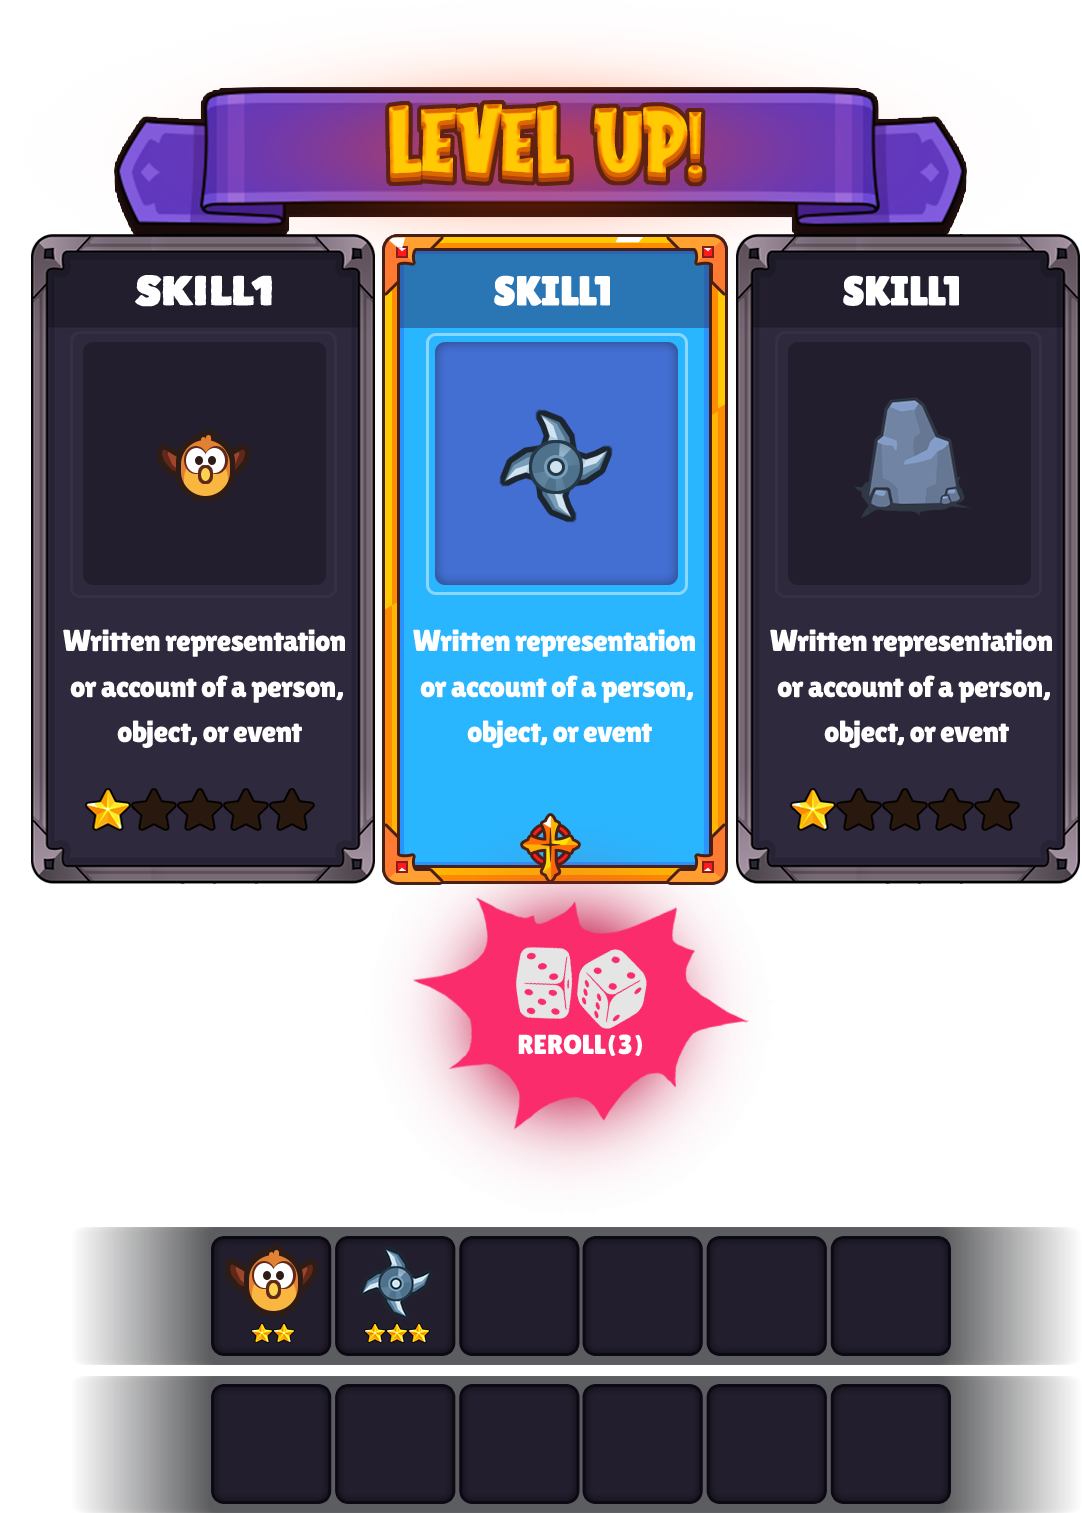 LEVEL UP!
SKILL1
Written representation
or account of a person,
object, or event
SKILL1
Written representation
or account of a person,
object, or event
SKILL1
Written representation
or account of a person,
object, or event
REROLL(3)